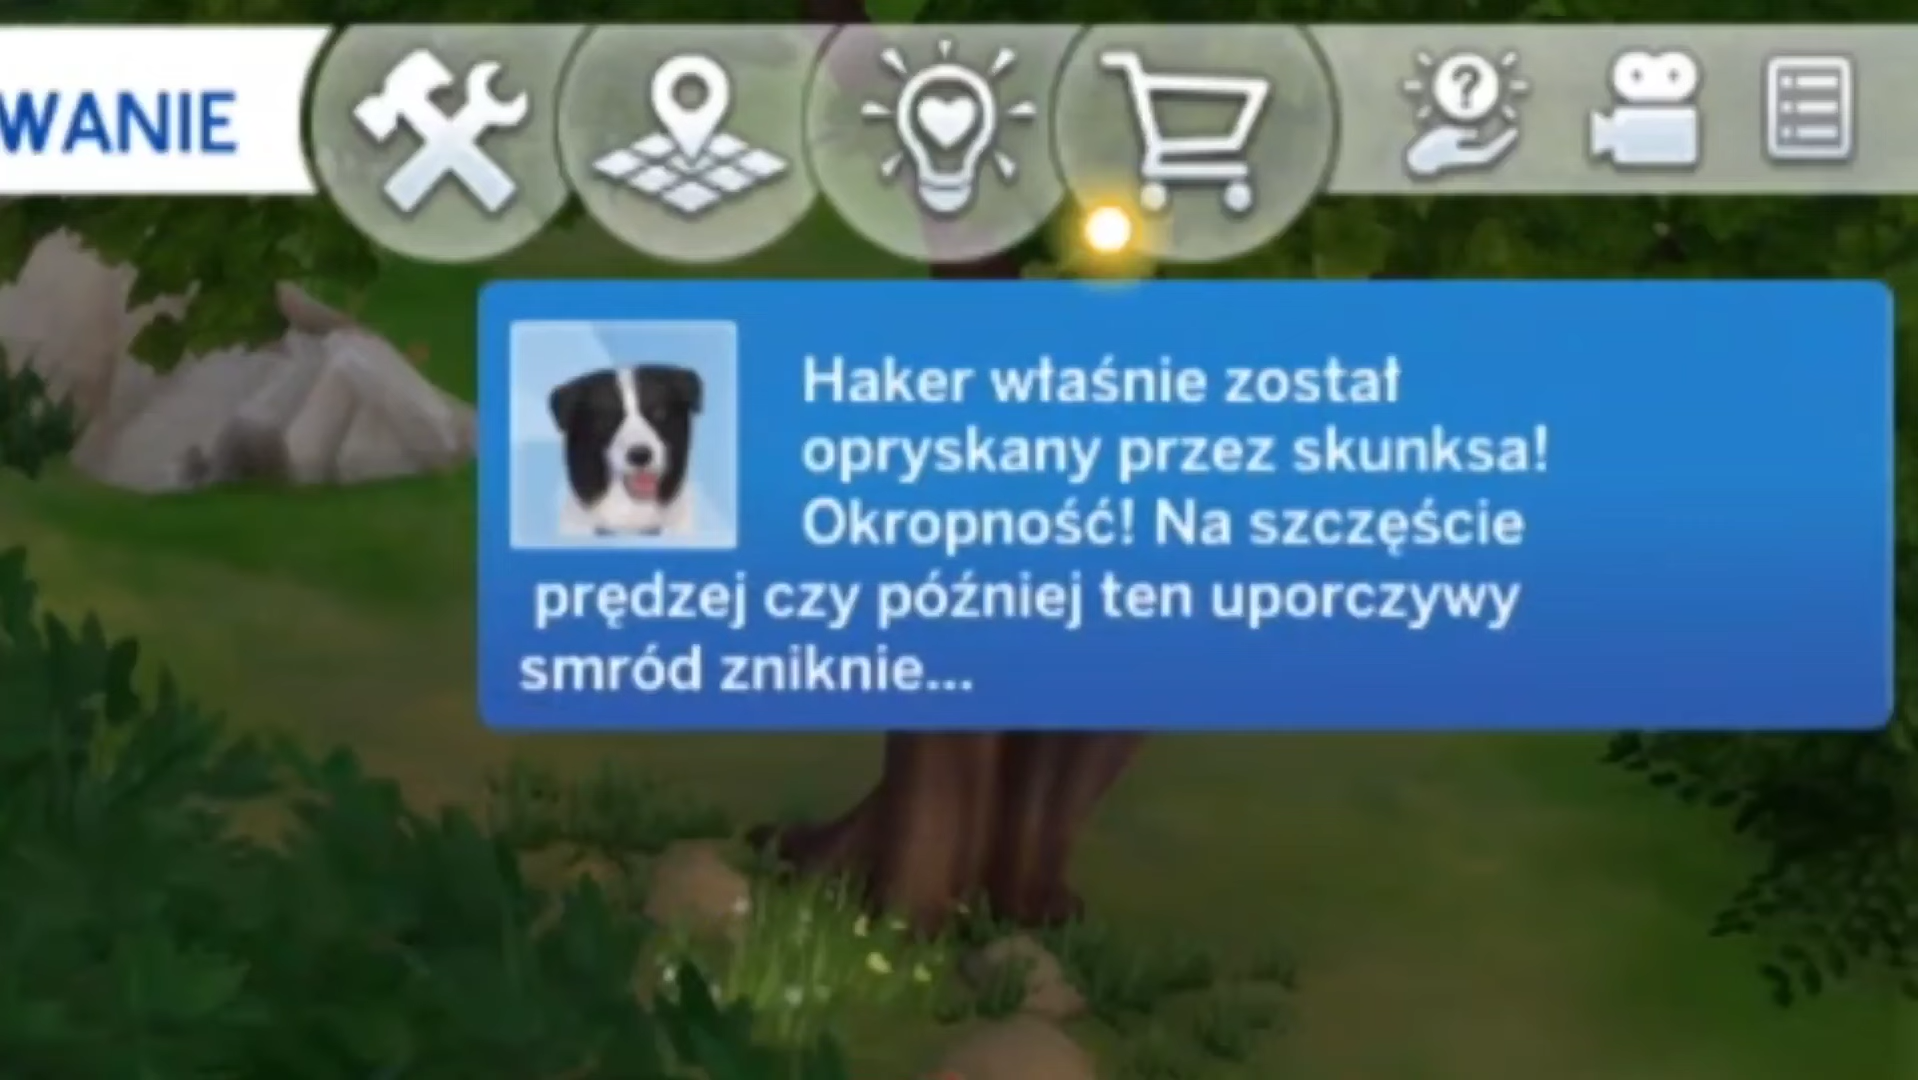 WANIE
?
Haker właśnie został
opryskany przez skunksa!
Okropność! Na szczęście
prędzej czy później ten uporczywy
smród zniknie...